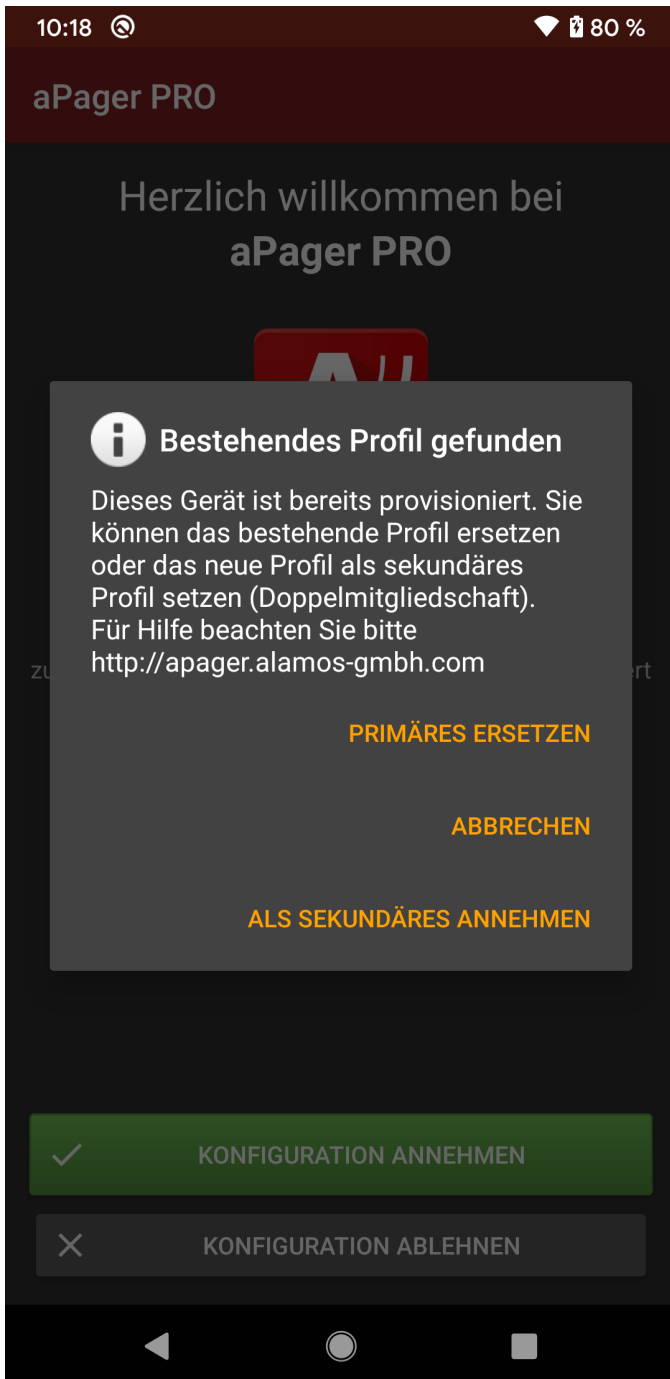 10:18
80 %
aPager PRO
Herzlich willkommen bei
aPager PRO
Bestehendes Profil gefunden
Dieses Gerät ist bereits provisioniert. Sie
können das bestehende Profil ersetzen
oder das neue Profil als sekundäres
Profil setzen (Doppelmitgliedschaft).
Für Hilfe beachten Sie bitte
http://apager.alamos-gmbh.com
PRIMÄRES ERSETZEN
ABBRECHEN
ALS SEKUNDÄRES ANNEHMEN
KONFIGURATION ANNEHMEN
KONFIGURATION ABLEHNEN